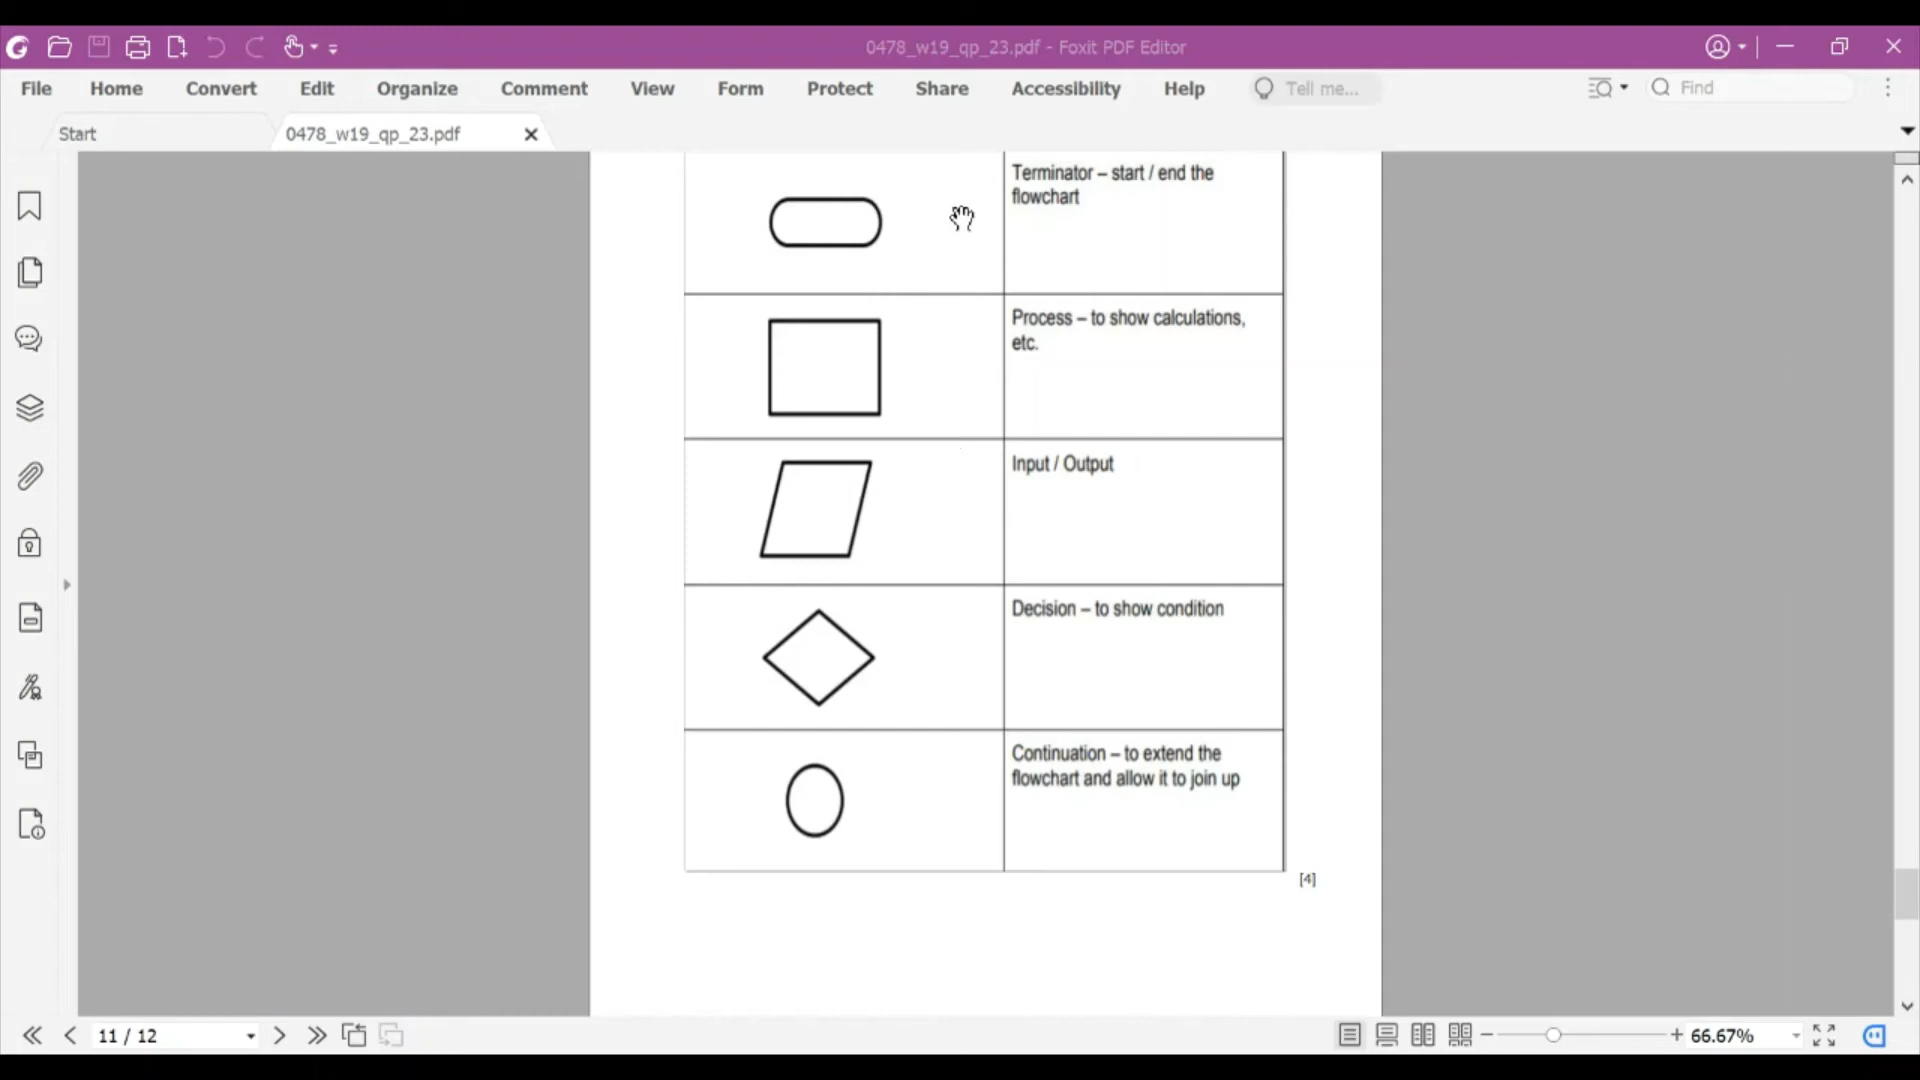 0478_w19_qp_23.pdf - Foxit PDF Editor
File Home Convert Edit Organize Comment View Form Protect Share Accessibility Help Tell me... Find
Start 0478_w19_qp_23.pdf
Terminator – start / end the
flowchart
Process – to show calculations,
etc.
Input / Output
Decision – to show condition
Continuation – to extend the
flowchart and allow it to join up
[4]
11 / 12 66.67%